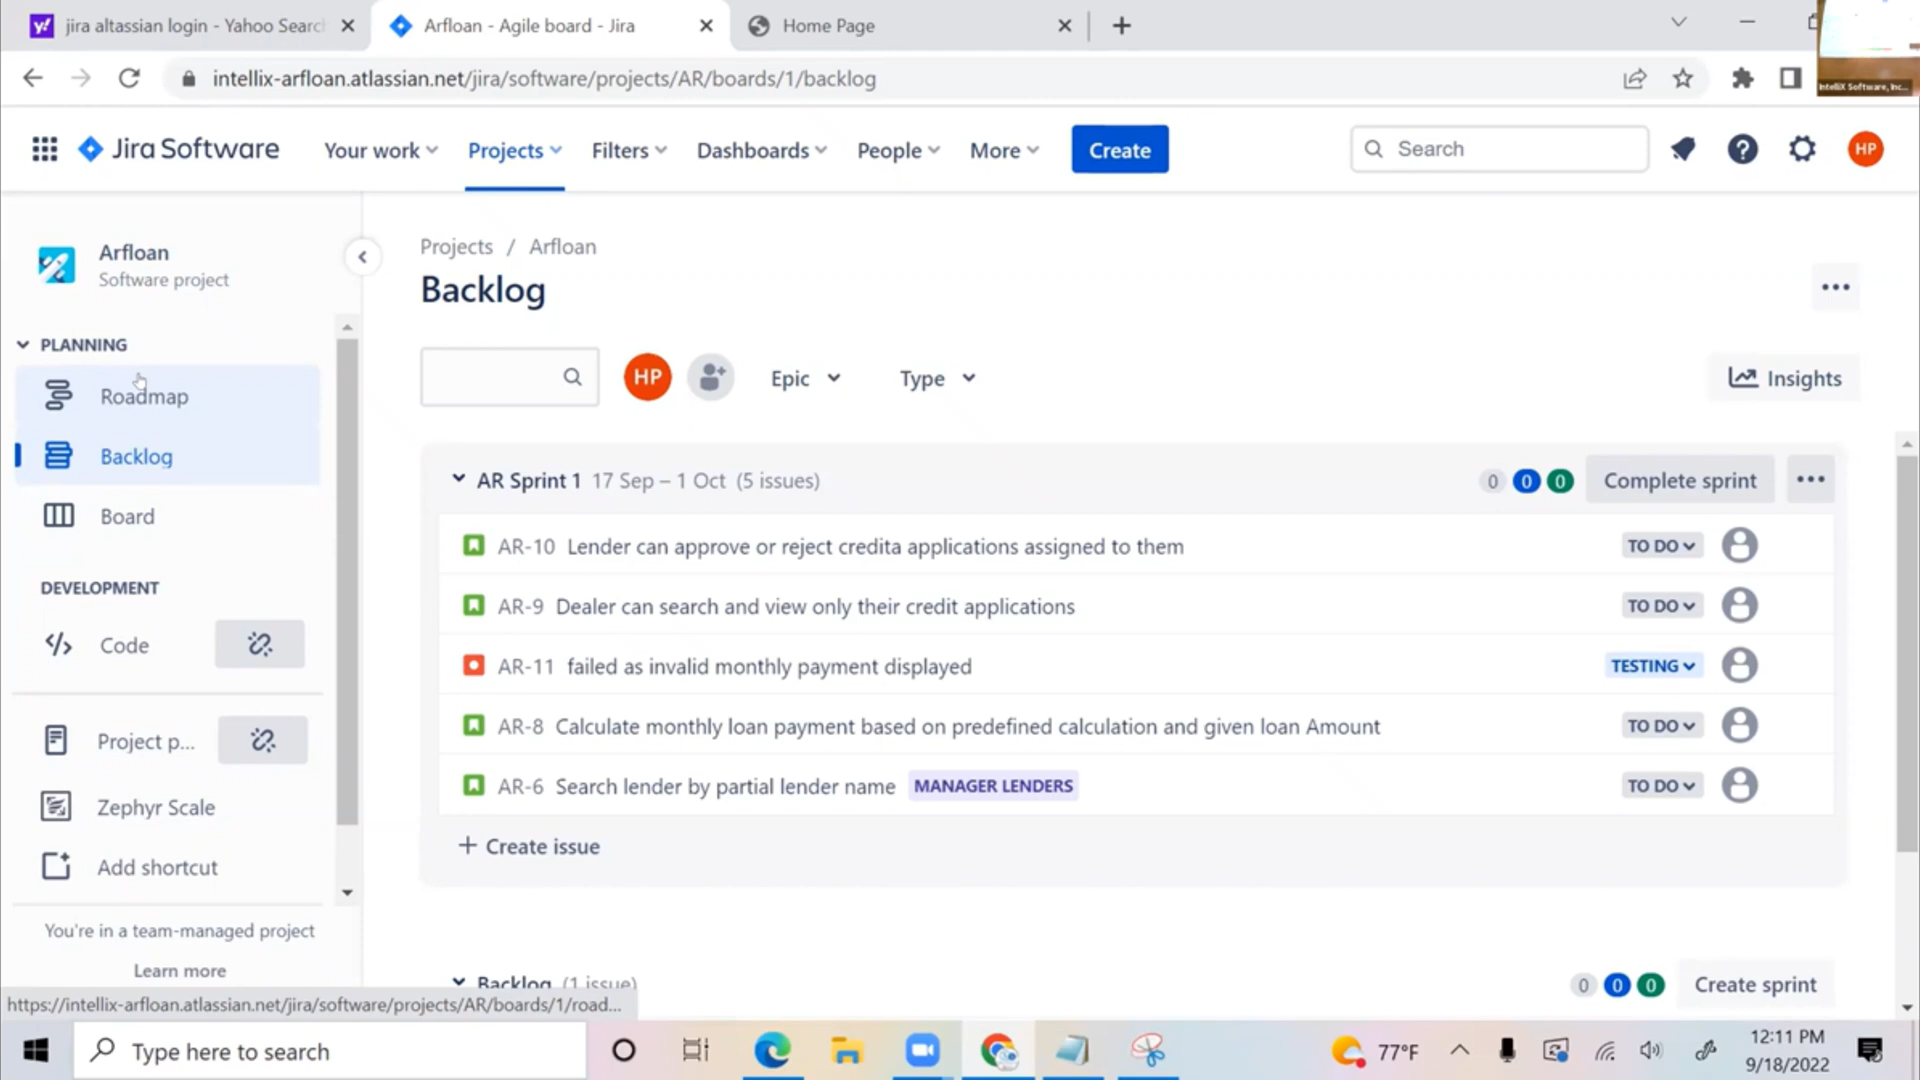 jira altassian login - Yahoo Searc
Arfloan - Agile board - Jira
Home Page
intellix-arfloan.atlassian.net/jira/software/projects/AR/boards/1/backlog
IntelliX Software, Inc...
Jira Software
Your work
Projects
Filters
Dashboards
People
More
Create
Search
HP
Arfloan
Software project
PLANNING
Roadmap
Backlog
Board
DEVELOPMENT
Code
Project p...
Zephyr Scale
Add shortcut
You're in a team-managed project
Learn more
Projects / Arfloan
Backlog
HP
Epic
Type
Insights
AR Sprint 1 17 Sep – 1 Oct (5 issues)
0 0 0
Complete sprint
AR-10 Lender can approve or reject credita applications assigned to them
TO DO
AR-9 Dealer can search and view only their credit applications
TO DO
AR-11 failed as invalid monthly payment displayed
TESTING
AR-8 Calculate monthly loan payment based on predefined calculation and given loan Amount
TO DO
AR-6 Search lender by partial lender name MANAGER LENDERS
TO DO
+ Create issue
Backlog (1 issue)
0 0 0
Create sprint
https://intellix-arfloan.atlassian.net/jira/software/projects/AR/boards/1/road...
Type here to search
77°F
12:11 PM
9/18/2022